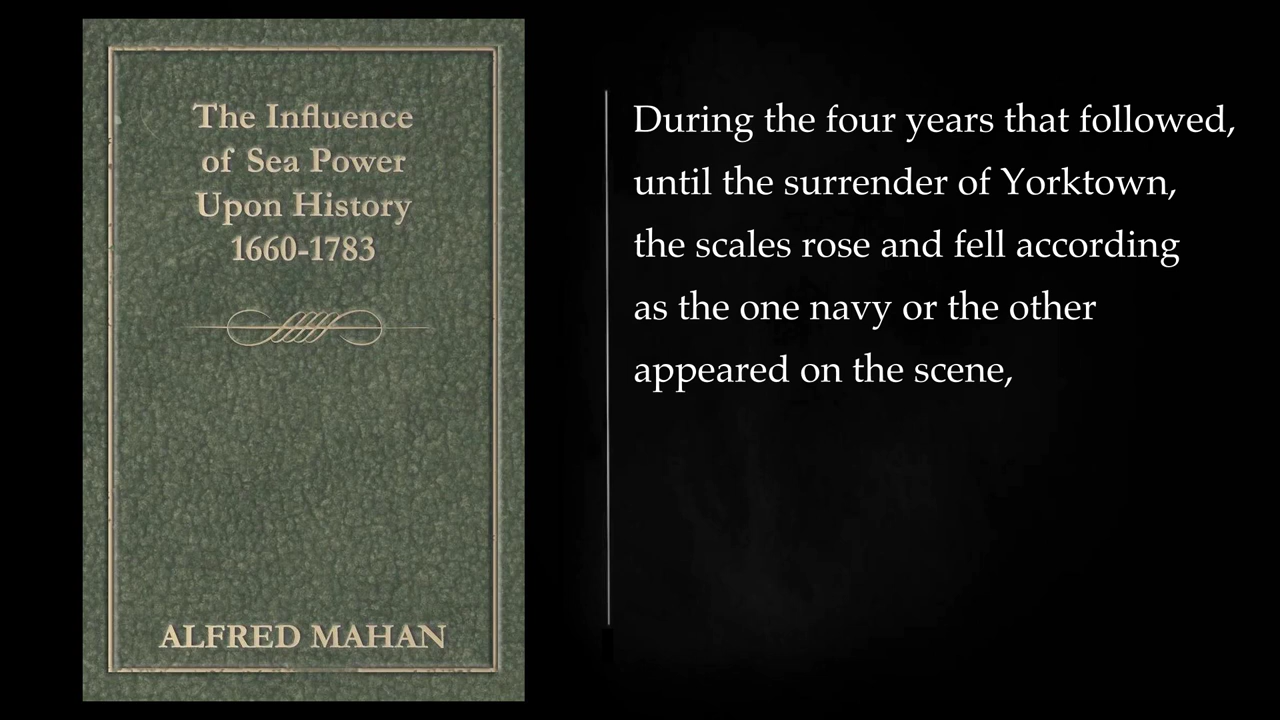 The Influence
of Sea Power
Upon History
1660-1783
ALFRED MAHAN
During the four years that followed,
until the surrender of Yorktown,
the scales rose and fell according
as the one navy or the other
appeared on the scene,